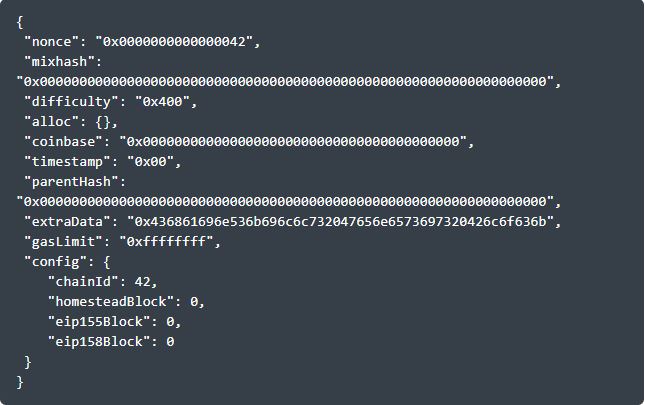 {
"nonce": "0x0000000000000042",
"mixhash":
"0x0000000000000000000000000000000000000000000000000000000000000000",
"difficulty": "0x400",
"alloc": {},
"coinbase": "0x0000000000000000000000000000000000000000",
"timestamp": "0x00",
"parentHash":
"0x0000000000000000000000000000000000000000000000000000000000000000",
"extraData": "0x436861696e536b696c6c732047656e6573697320426c6f636b",
"gasLimit": "0xffffffff",
"config": {
"chainId": 42,
"homesteadBlock": 0,
"eip155Block": 0,
"eip158Block": 0
}
}